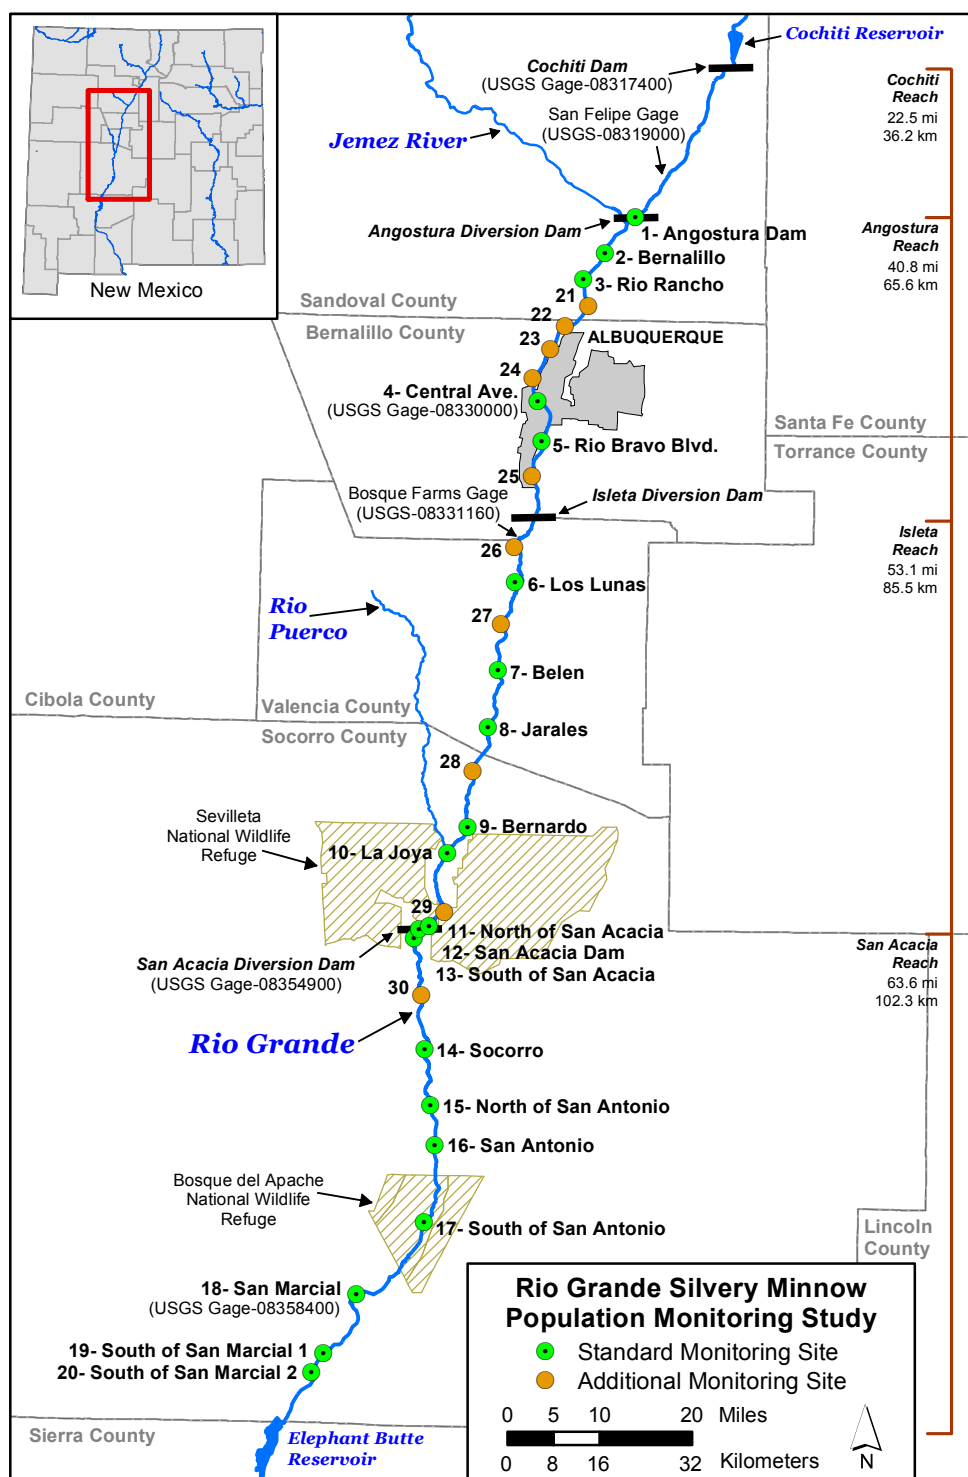 Cochiti Reservoir
Cochiti Dam
(USGS Gage-08317400)
San Felipe Gage
(USGS-08319000)
Jemez River
New Mexico
Cochiti
Reach
22.5 mi
36.2 km
Angostura Diversion Dam
1- Angostura Dam
2- Bernalillo
3- Rio Rancho
Angostura
Reach
40.8 mi
65.6 km
21
Sandoval County
Bernalillo County
22
23
ALBUQUERQUE
24
4- Central Ave.
(USGS Gage-08330000)
5- Rio Bravo Blvd.
Santa Fe County
Torrance County
25
Bosque Farms Gage
(USGS-08331160)
Isleta Diversion Dam
Isleta
Reach
53.1 mi
85.5 km
26
6- Los Lunas
Rio
Puerco
27
7- Belen
Cibola County
Valencia County
Socorro County
8- Jarales
28
Sevilleta
National Wildlife
Refuge
9- Bernardo
10- La Joya
29
11- North of San Acacia
12- San Acacia Dam
13- South of San Acacia
San Acacia Diversion Dam
(USGS Gage-08354900)
San Acacia
Reach
63.6 mi
102.3 km
30
Rio Grande
14- Socorro
15- North of San Antonio
16- San Antonio
Bosque del Apache
National Wildlife
Refuge
17- South of San Antonio
Lincoln
County
18- San Marcial
(USGS Gage-08358400)
19- South of San Marcial 1
20- South of San Marcial 2
Sierra County
Elephant Butte
Reservoir
Rio Grande Silvery Minnow
Population Monitoring Study
Standard Monitoring Site
Additional Monitoring Site
0 5 10 20 Miles
0 8 16 32 Kilometers
N